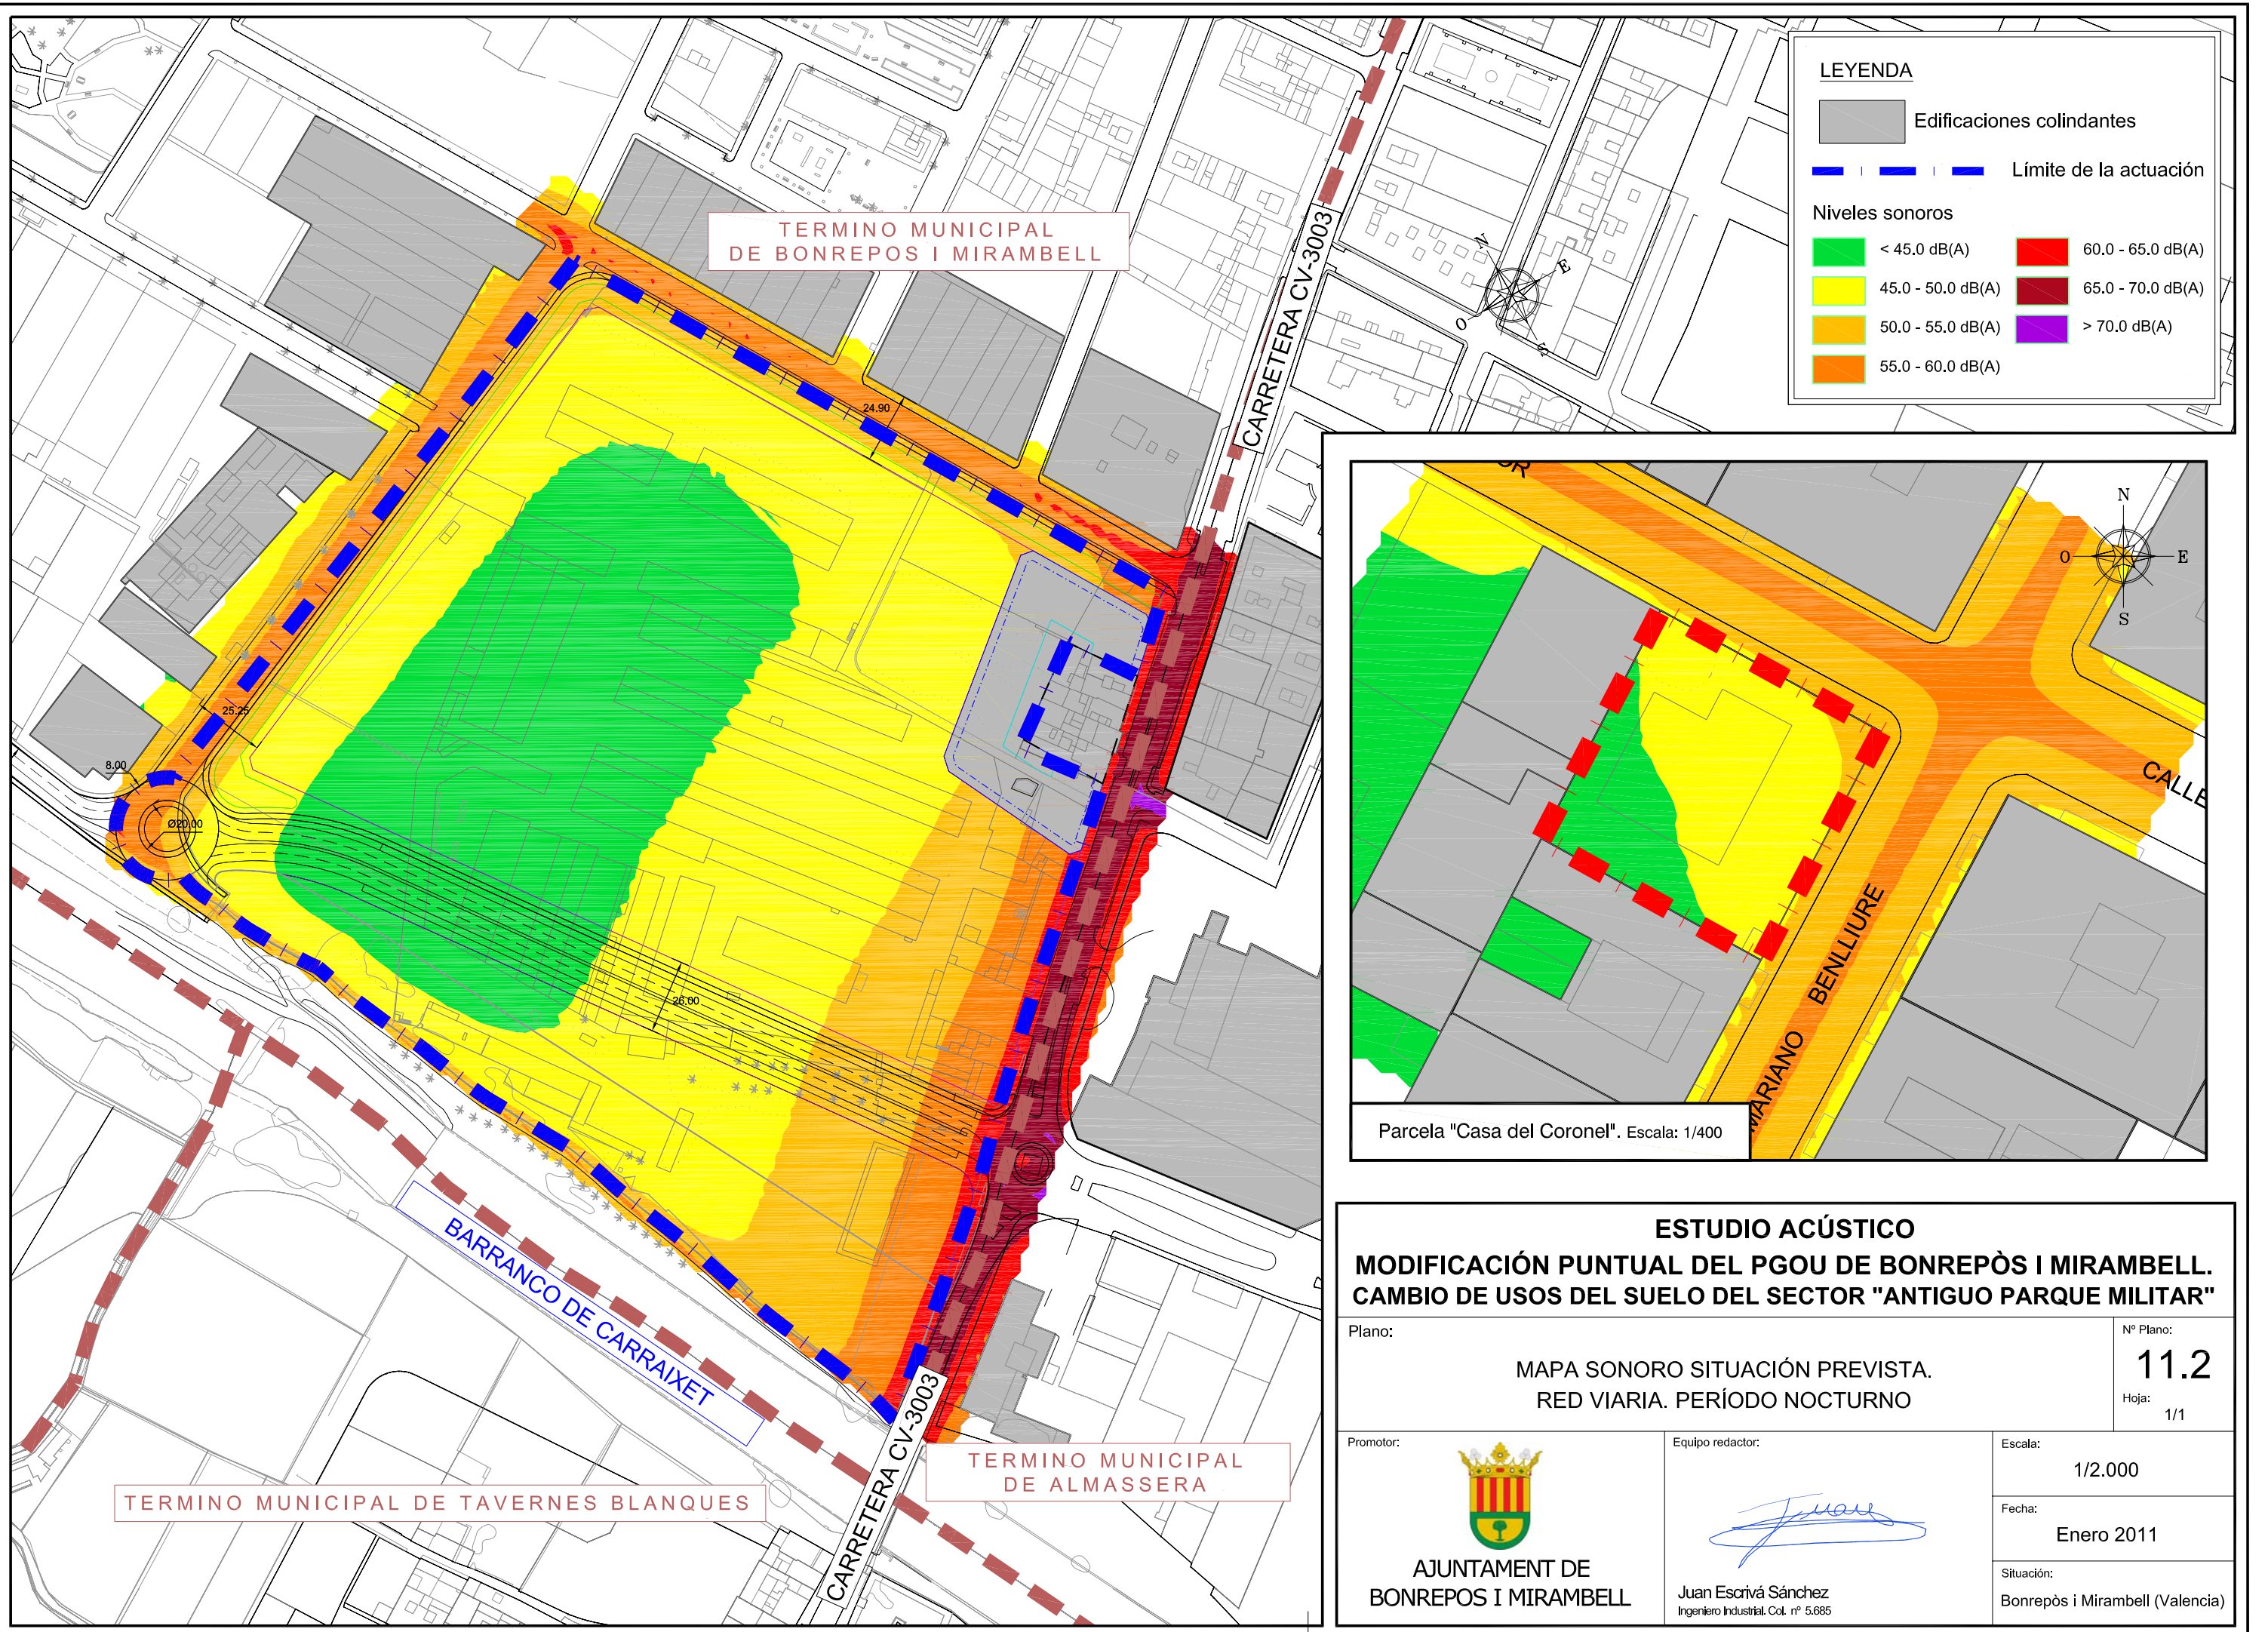 TERMINO MUNICIPAL
DE BONREPOS I MIRAMBELL
CARRETERA CV-3003
N
E
O
S
24.90
25.25
8.00
Ø20.00
26.00
BARRANCO DE CARRAIXET
TERMINO MUNICIPAL DE TAVERNES BLANQUES
CARRETERA CV-3003
TERMINO MUNICIPAL
DE ALMASSERA
LEYENDA
Edificaciones colindantes
Límite de la actuación
Niveles sonoros
< 45.0 dB(A)
45.0 - 50.0 dB(A)
50.0 - 55.0 dB(A)
55.0 - 60.0 dB(A)
60.0 - 65.0 dB(A)
65.0 - 70.0 dB(A)
> 70.0 dB(A)
OR
N
O
E
S
CALLE
MARIANO BENLLIURE
Parcela "Casa del Coronel". Escala: 1/400
ESTUDIO ACÚSTICO
MODIFICACIÓN PUNTUAL DEL PGOU DE BONREPÒS I MIRAMBELL.
CAMBIO DE USOS DEL SUELO DEL SECTOR "ANTIGUO PARQUE MILITAR"
Plano:
MAPA SONORO SITUACIÓN PREVISTA.
RED VIARIA. PERÍODO NOCTURNO
Nº Plano:
11.2
Hoja:
1/1
Promotor:
AJUNTAMENT DE
BONREPOS I MIRAMBELL
Equipo redactor:
Juan Escrivá Sánchez
Ingeniero Industrial. Col. nº 5.685
Escala:
1/2.000
Fecha:
Enero 2011
Situación:
Bonrepòs i Mirambell (Valencia)